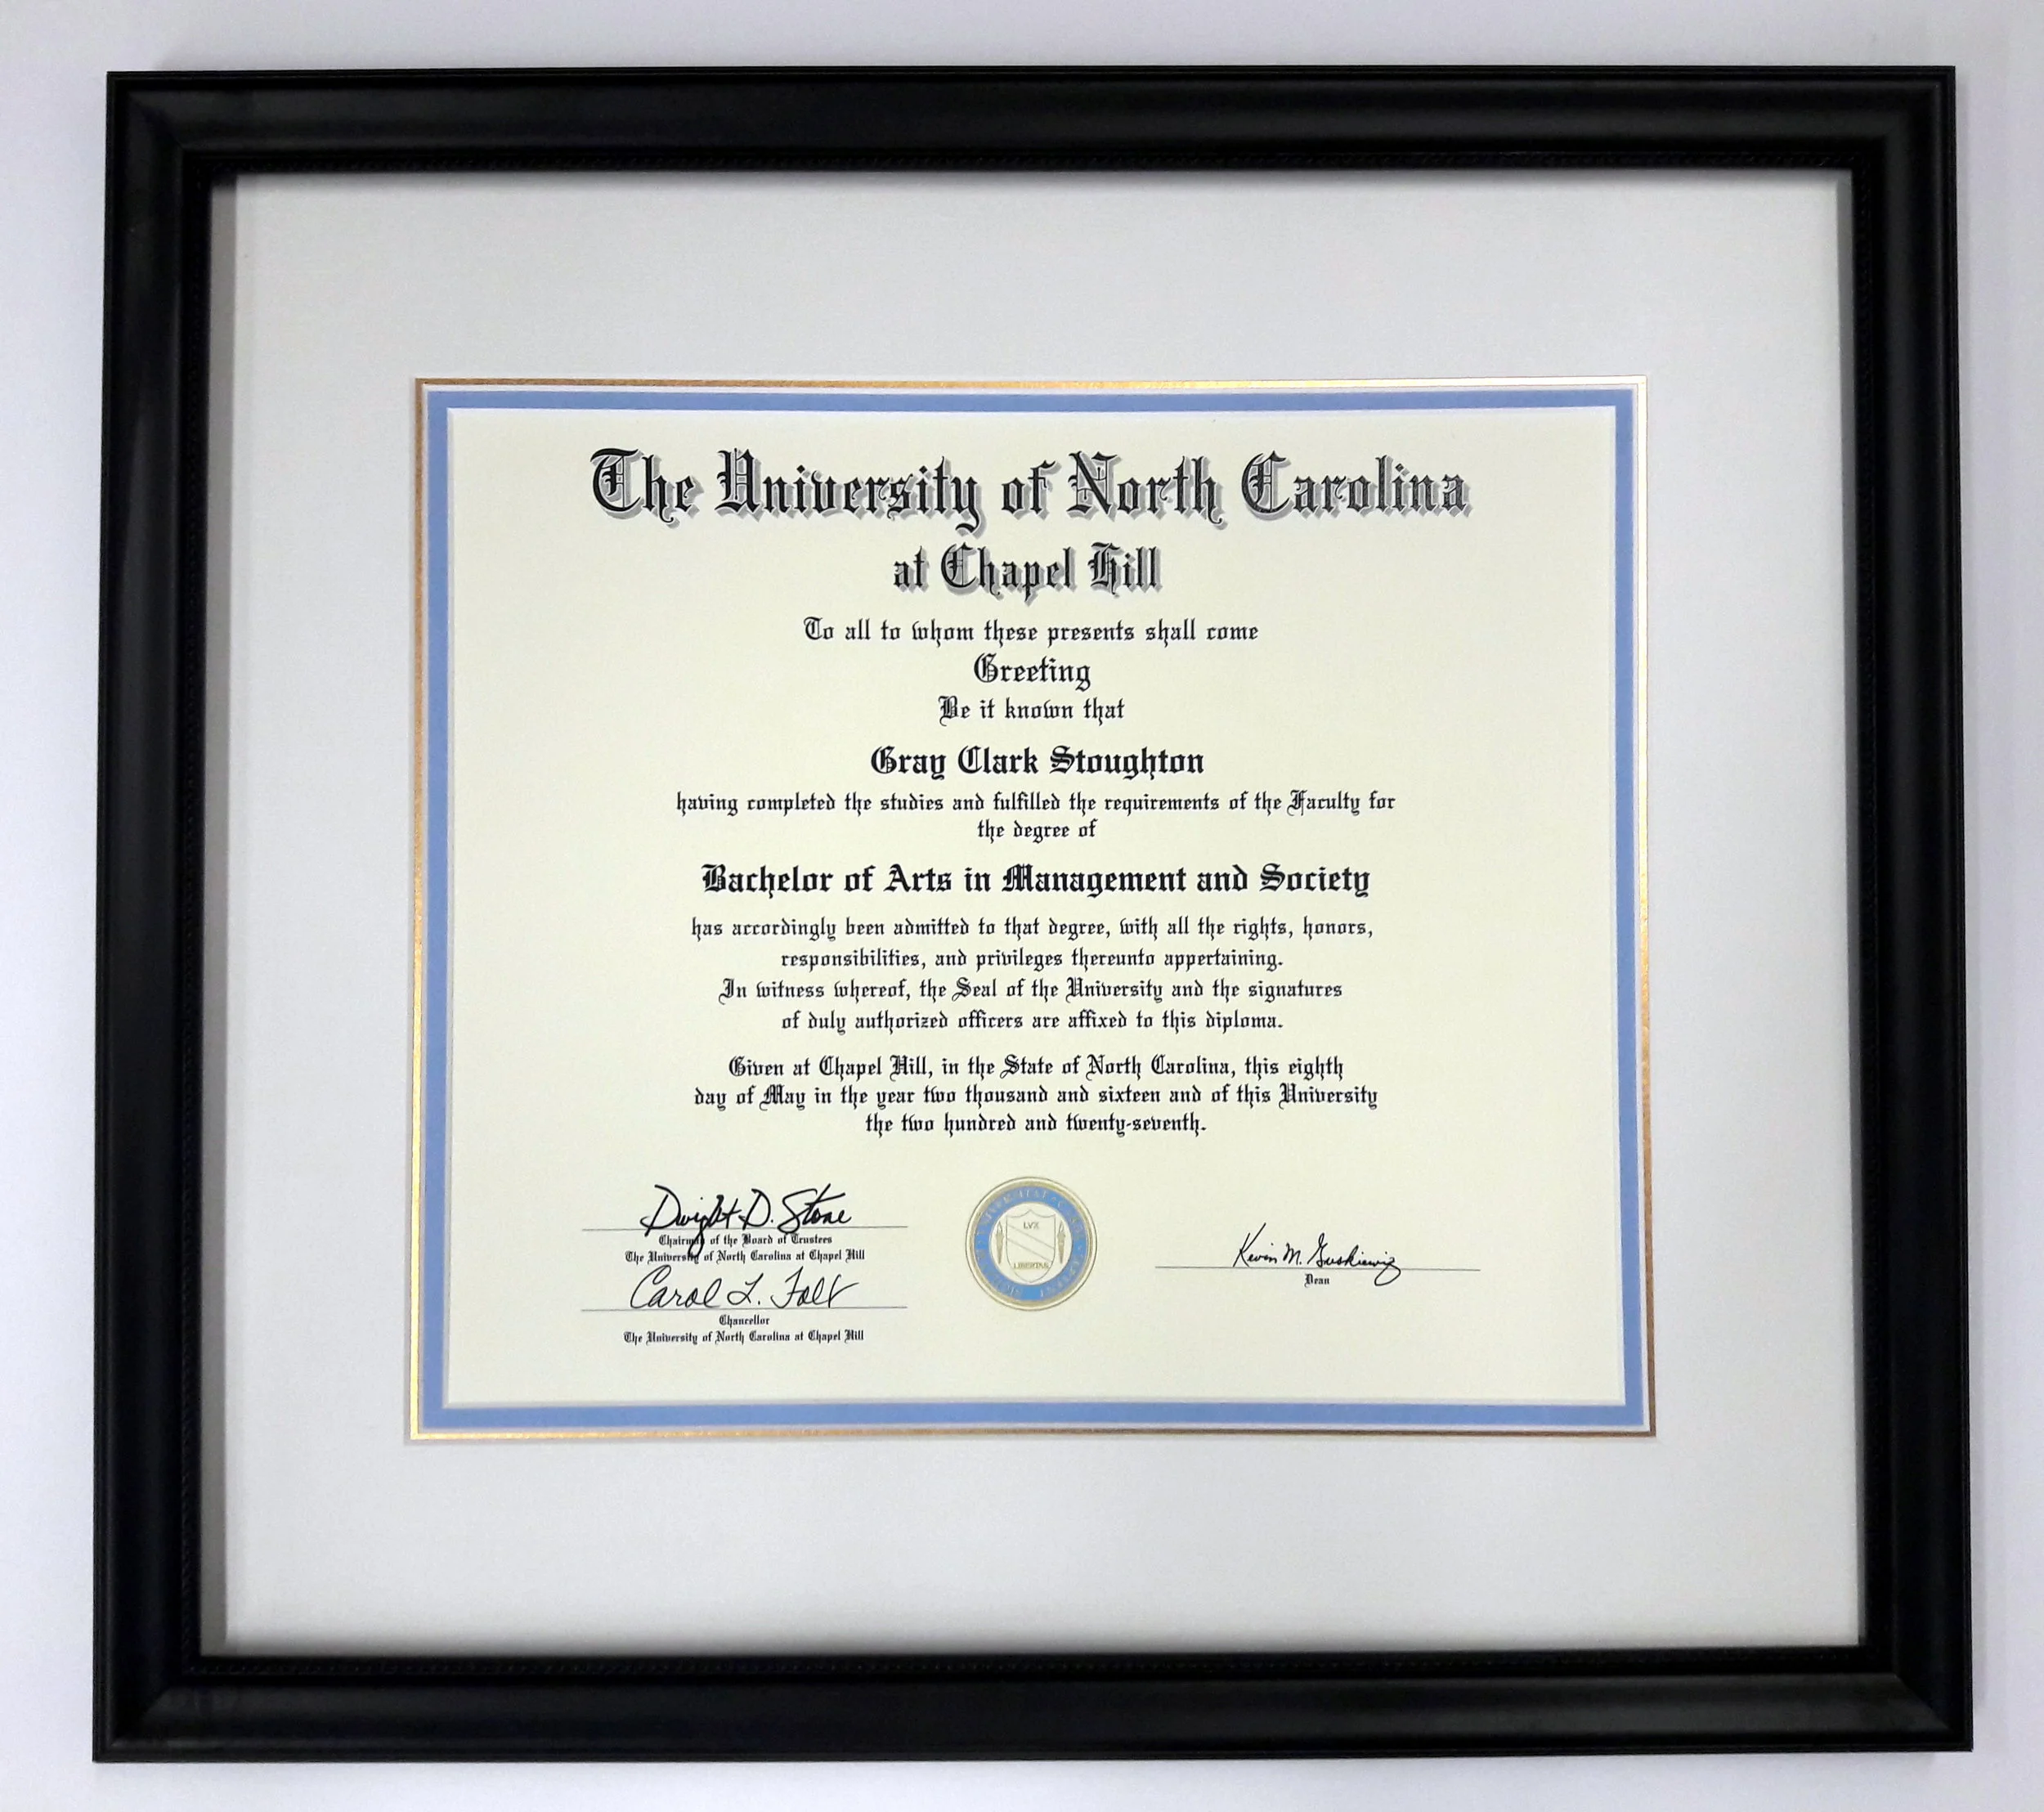 The University of North Carolina
at Chapel Hill
To all to whom these presents shall come
Greeting
Be it known that
Gray Clark Stoughton
having completed the studies and fulfilled the requirements of the Faculty for
the degree of
Bachelor of Arts in Management and Society
has accordingly been admitted to that degree, with all the rights, honors,
responsibilities, and privileges thereunto appertaining.
In witness whereof, the Seal of the University and the signatures
of duly authorized officers are affixed to this diploma.
Given at Chapel Hill, in the State of North Carolina, this eighth
day of May in the year two thousand and sixteen and of this University
the two hundred and twenty-seventh.
Dwight D. Stone
Chairman of the Board of Trustees
The University of North Carolina at Chapel Hill
Carol L. Folt
Chancellor
The University of North Carolina at Chapel Hill
LVX
LIBERTAS
Kevin M. Guskiewicz
Dean